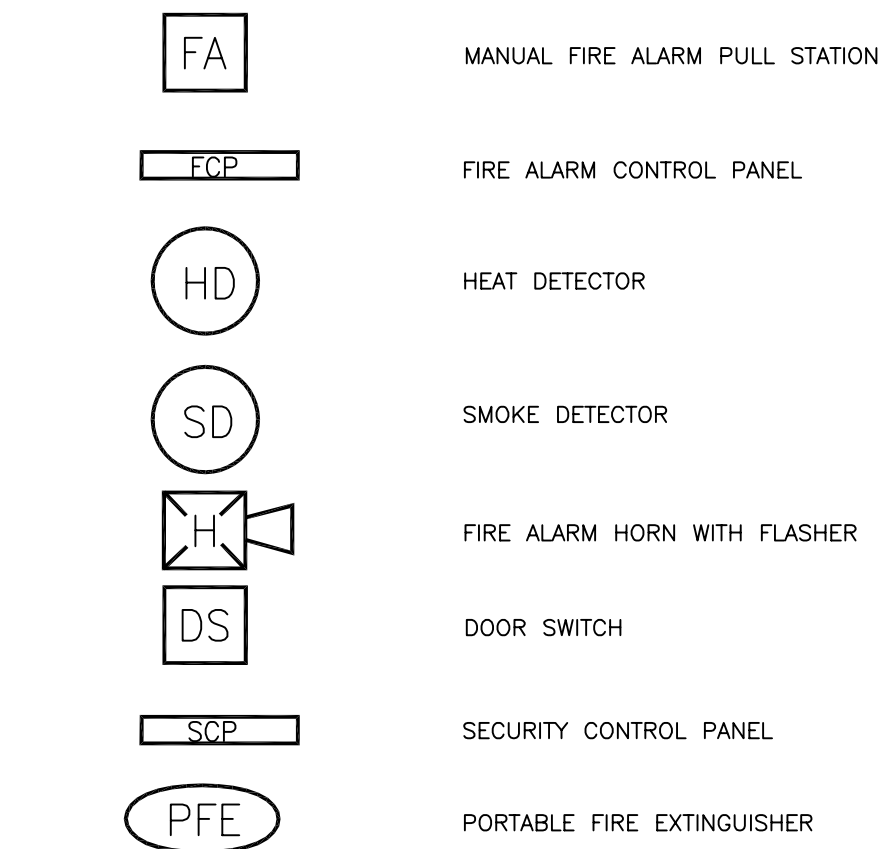 FA MANUAL FIRE ALARM PULL STATION
FCP FIRE ALARM CONTROL PANEL
HD HEAT DETECTOR
SD SMOKE DETECTOR
H FIRE ALARM HORN WITH FLASHER
DS DOOR SWITCH
SCP SECURITY CONTROL PANEL
PFE PORTABLE FIRE EXTINGUISHER